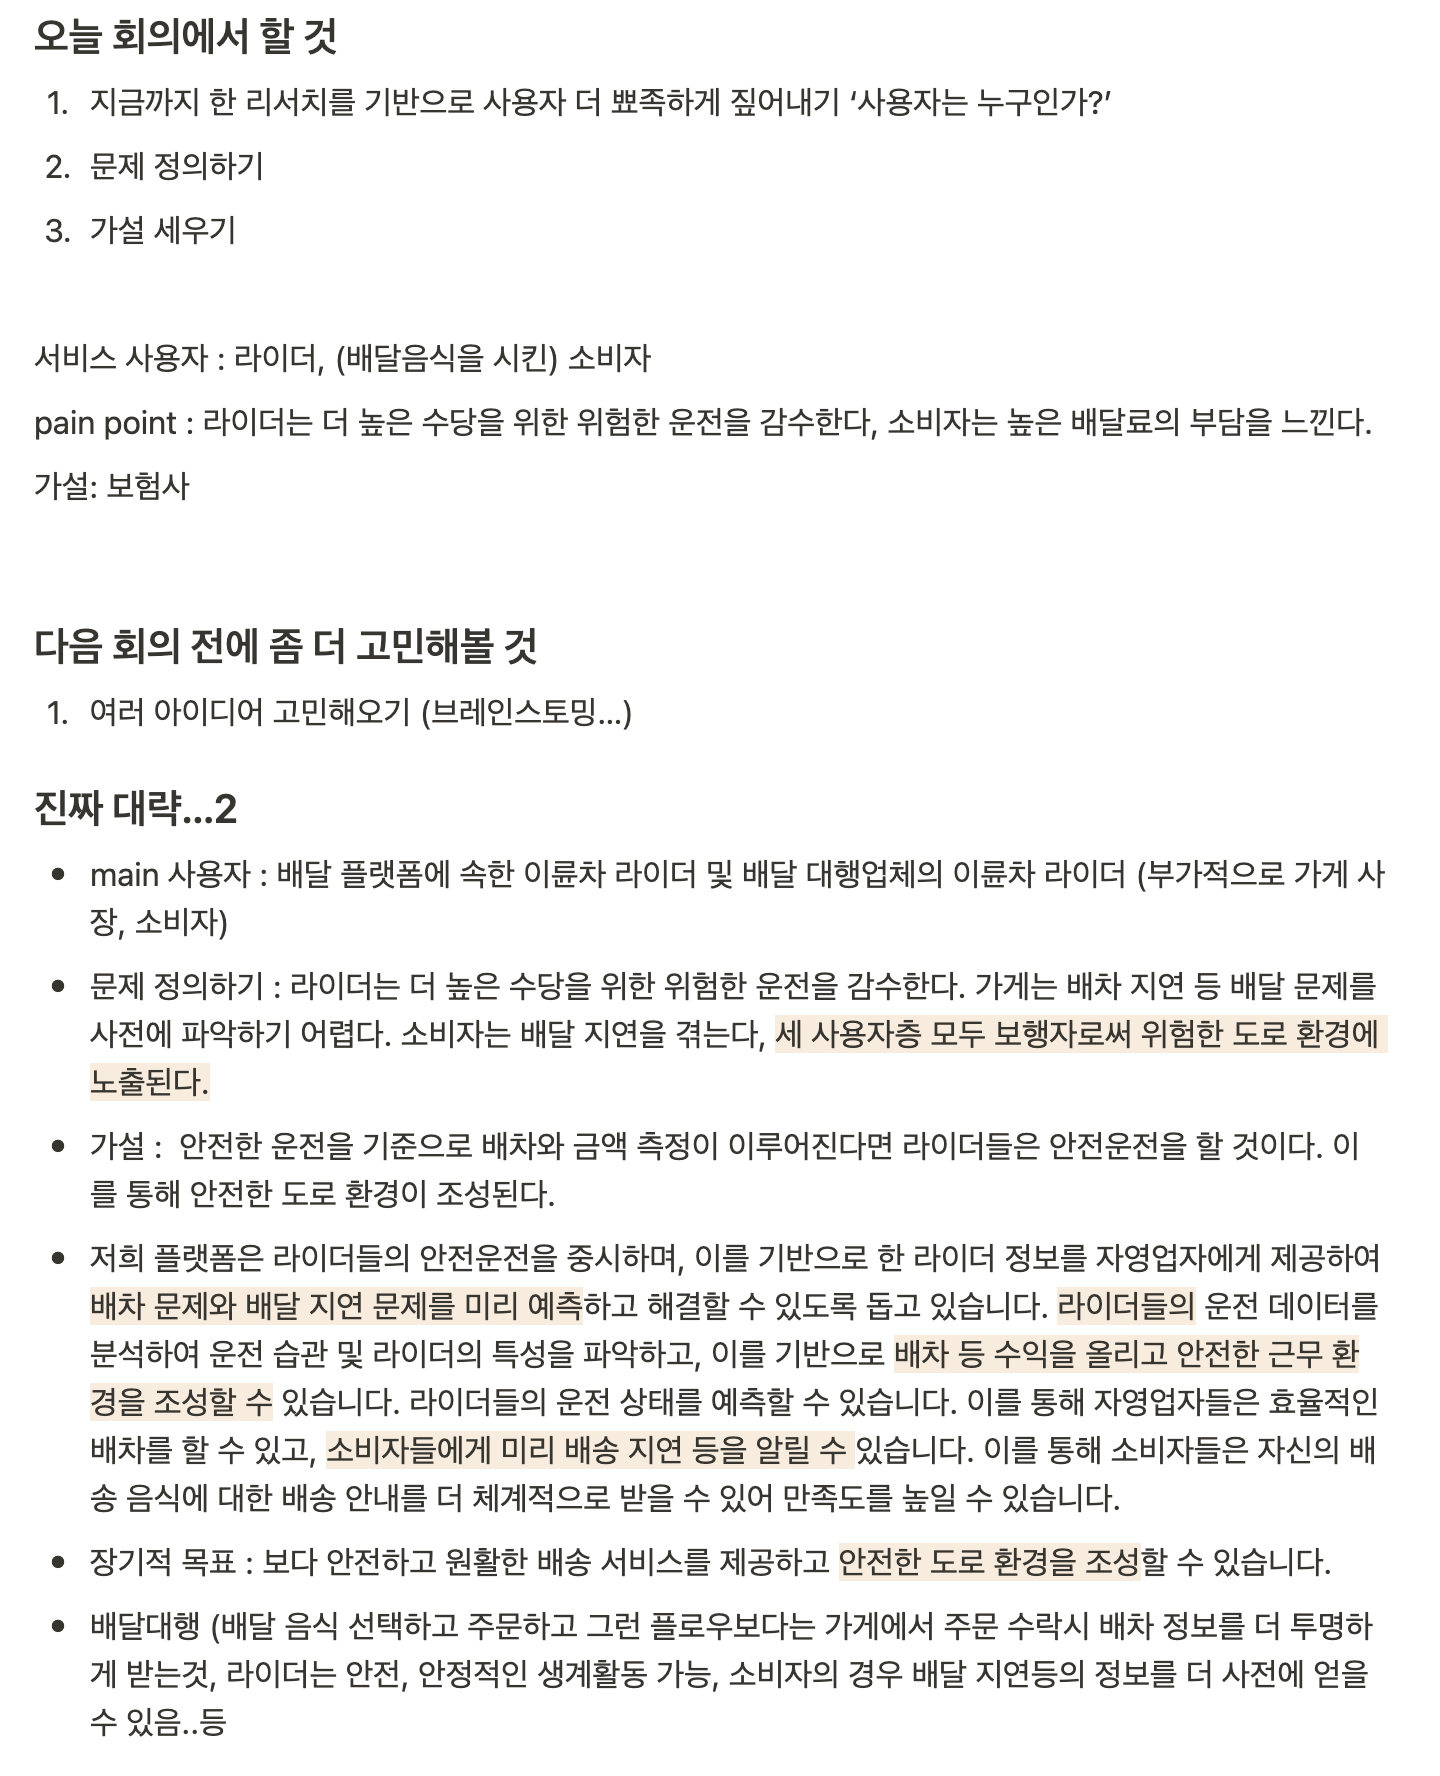 오늘 회의에서 할 것
1. 지금까지 한 리서치를 기반으로 사용자 더 뾰족하게 짚어내기 ‘사용자는 누구인가?’
2. 문제 정의하기
3. 가설 세우기
서비스 사용자 : 라이더, (배달음식을 시킨) 소비자
pain point : 라이더는 더 높은 수당을 위한 위험한 운전을 감수한다, 소비자는 높은 배달료의 부담을 느낀다.
가설: 보험사
다음 회의 전에 좀 더 고민해볼 것
1. 여러 아이디어 고민해오기 (브레인스토밍...)
진짜 대략...2
• main 사용자 : 배달 플랫폼에 속한 이륜차 라이더 및 배달 대행업체의 이륜차 라이더 (부가적으로 가게 사
장, 소비자)
• 문제 정의하기 : 라이더는 더 높은 수당을 위한 위험한 운전을 감수한다. 가게는 배차 지연 등 배달 문제를
사전에 파악하기 어렵다. 소비자는 배달 지연을 겪는다, 세 사용자층 모두 보행자로써 위험한 도로 환경에
노출된다.
• 가설 :  안전한 운전을 기준으로 배차와 금액 측정이 이루어진다면 라이더들은 안전운전을 할 것이다. 이
를 통해 안전한 도로 환경이 조성된다.
• 저희 플랫폼은 라이더들의 안전운전을 중시하며, 이를 기반으로 한 라이더 정보를 자영업자에게 제공하여
배차 문제와 배달 지연 문제를 미리 예측하고 해결할 수 있도록 돕고 있습니다. 라이더들의 운전 데이터를
분석하여 운전 습관 및 라이더의 특성을 파악하고, 이를 기반으로 배차 등 수익을 올리고 안전한 근무 환
경을 조성할 수 있습니다. 라이더들의 운전 상태를 예측할 수 있습니다. 이를 통해 자영업자들은 효율적인
배차를 할 수 있고, 소비자들에게 미리 배송 지연 등을 알릴 수 있습니다. 이를 통해 소비자들은 자신의 배
송 음식에 대한 배송 안내를 더 체계적으로 받을 수 있어 만족도를 높일 수 있습니다.
• 장기적 목표 : 보다 안전하고 원활한 배송 서비스를 제공하고 안전한 도로 환경을 조성할 수 있습니다.
• 배달대행 (배달 음식 선택하고 주문하고 그런 플로우보다는 가게에서 주문 수락시 배차 정보를 더 투명하
게 받는것, 라이더는 안전, 안정적인 생계활동 가능, 소비자의 경우 배달 지연등의 정보를 더 사전에 얻을
수 있음..등